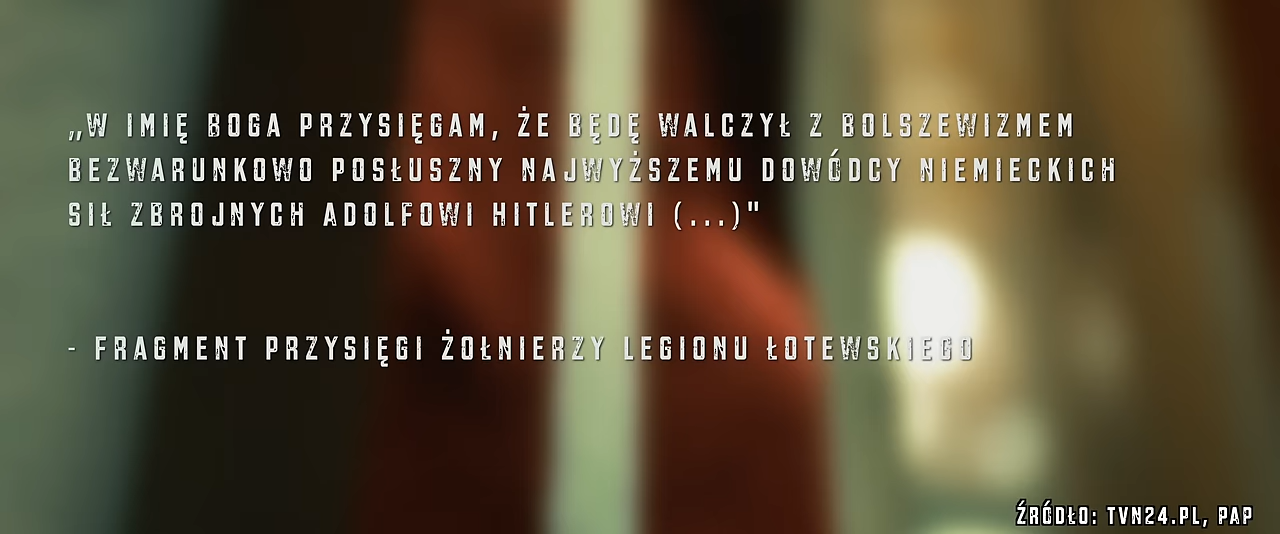 „W IMIĘ BOGA PRZYSIĘGAM, ŻE BĘDĘ WALCZYŁ Z BOLSZEWIZMEM
BEZWARUNKOWO POSŁUSZNY NAJWYŻSZEMU DOWÓDCY NIEMIECKICH
SIŁ ZBROJNYCH ADOLFOWI HITLEROWI (...)"
- FRAGMENT PRZYSIĘGI ŻOŁNIERZY LEGIONU ŁOTEWSKIEGO
ŹRÓDŁO: TVN24.PL, PAP